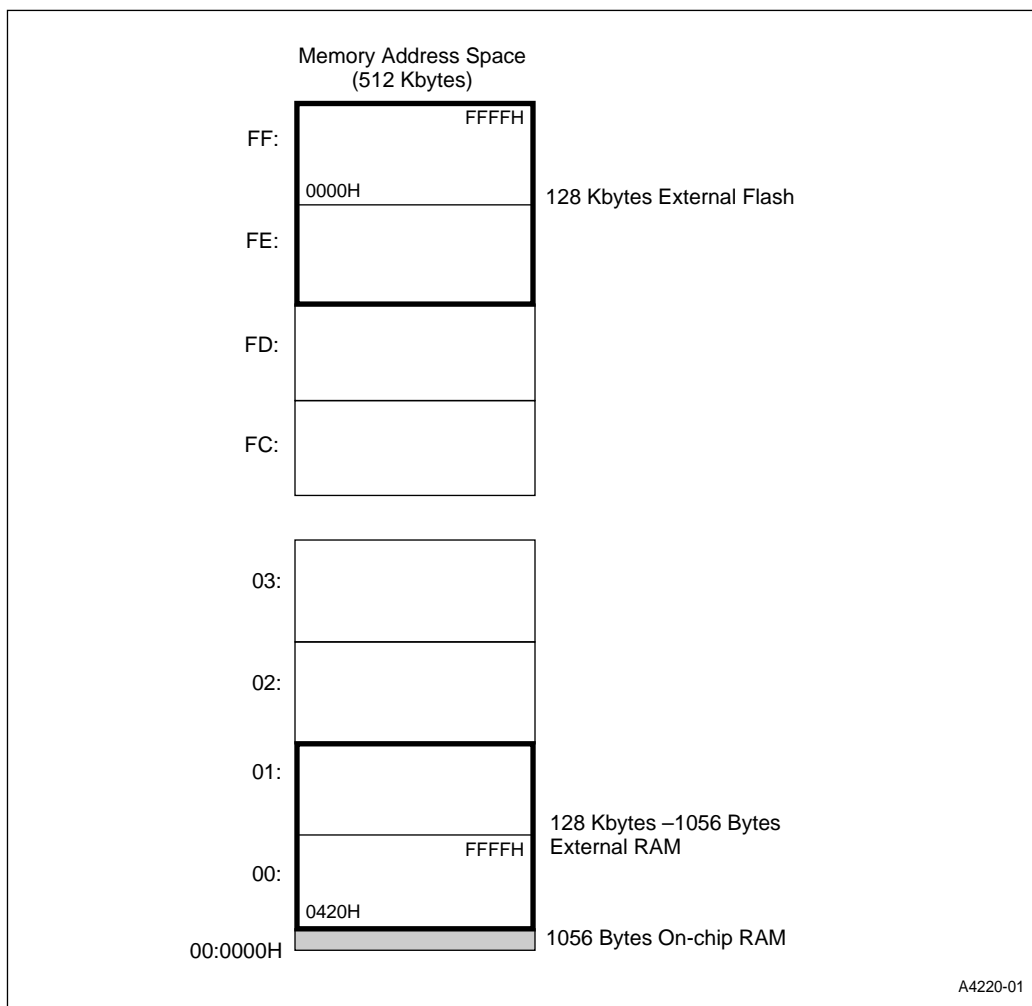 Memory Address Space
(512 Kbytes)
FFFFH
FF:
0000H
128 Kbytes External Flash
FE:
FD:
FC:
03:
02:
01:
128 Kbytes –1056 Bytes
External RAM
FFFFH
00:
0420H
1056 Bytes On-chip RAM
00:0000H
A4220-01